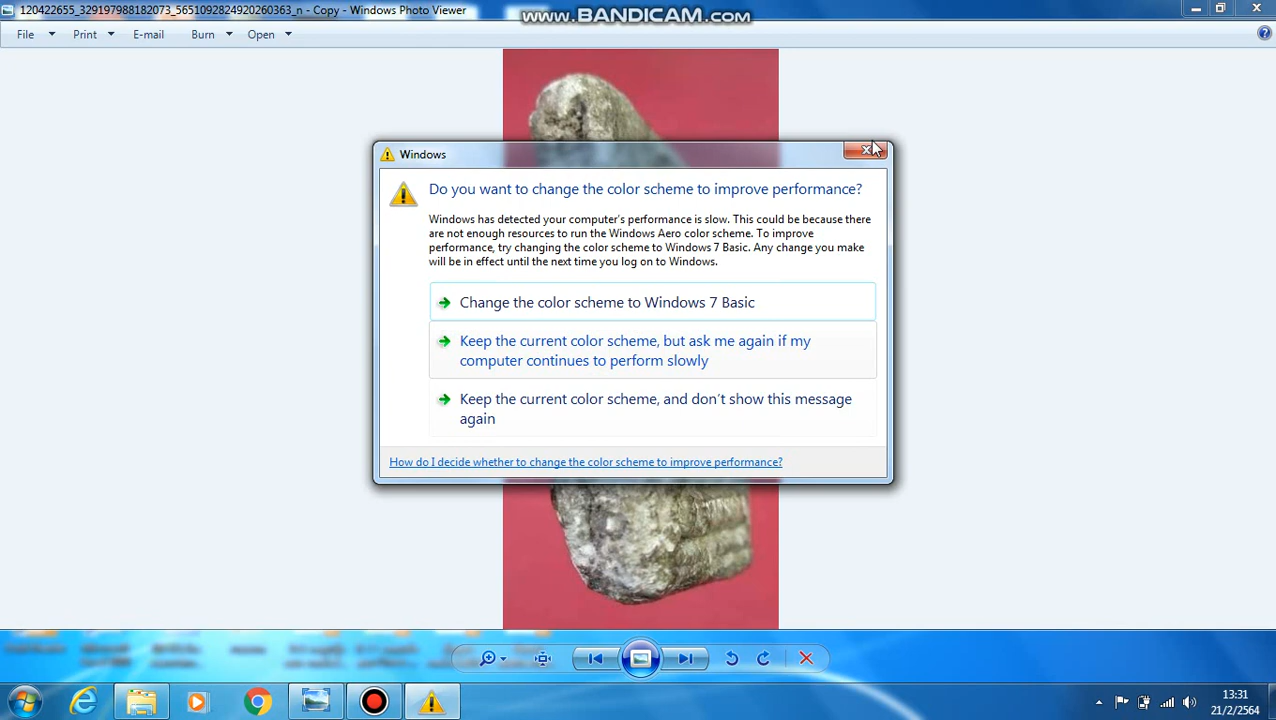 120422655_329197988182073_5651092824920260363_n - Copy - Windows Photo Viewer
www.BANDICAM.com
File Print E-mail Burn Open
Windows
Do you want to change the color scheme to improve performance?
Windows has detected your computer's performance is slow. This could be because there
are not enough resources to run the Windows Aero color scheme. To improve
performance, try changing the color scheme to Windows 7 Basic. Any change you make
will be in effect until the next time you log on to Windows.
Change the color scheme to Windows 7 Basic
Keep the current color scheme, but ask me again if my
computer continues to perform slowly
Keep the current color scheme, and don't show this message
again
How do I decide whether to change the color scheme to improve performance?
13:31
21/2/2564